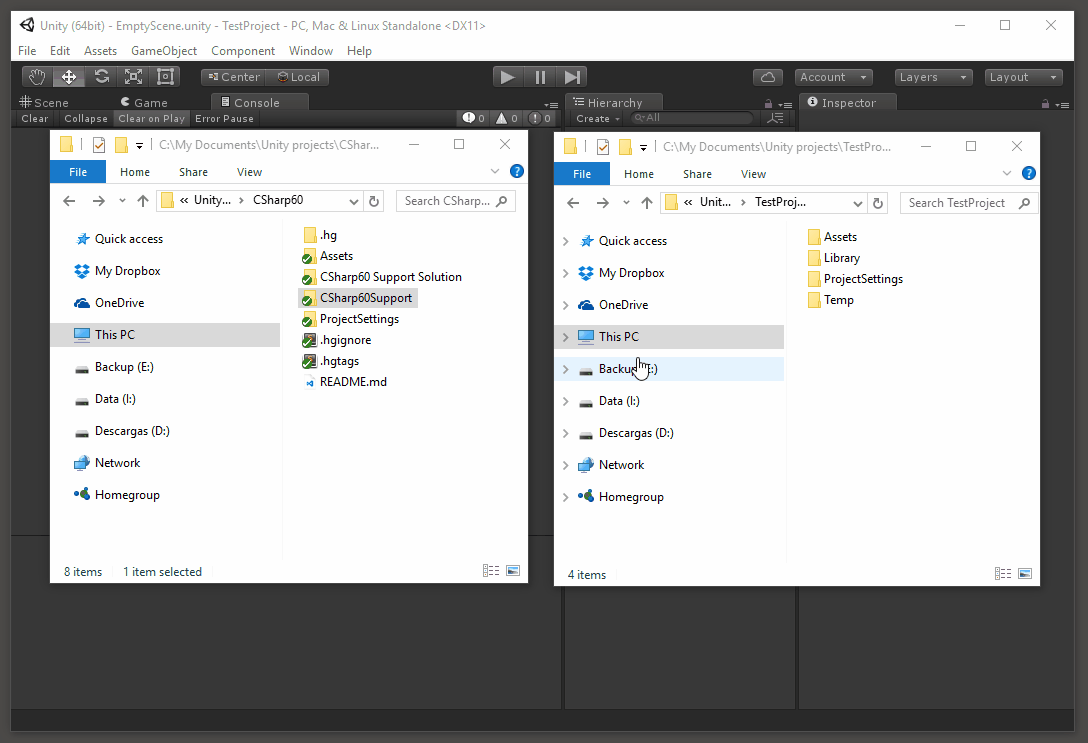 Unity (64bit) - EmptyScene.unity - TestProject - PC, Mac & Linux Standalone <DX11>
File Edit Assets GameObject Component Window Help
Center Local Account Layers Layout
Scene Game Console Hierarchy Inspector
Clear Collapse Clear on Play Error Pause 0 0 0 Create All
C:\My Documents\Unity projects\CShar...
File Home Share View
« Unity... › CSharp60 Search CSharp...
Quick access
My Dropbox
OneDrive
This PC
Backup (E:)
Data (I:)
Descargas (D:)
Network
Homegroup
.hg
Assets
CSharp60 Support Solution
CSharp60Support
ProjectSettings
.hgignore
.hgtags
README.md
8 items 1 item selected
C:\My Documents\Unity projects\TestPro...
File Home Share View
« Unit... › TestProj... Search TestProject
Quick access
My Dropbox
OneDrive
This PC
Backup (E:)
Data (I:)
Descargas (D:)
Network
Homegroup
Assets
Library
ProjectSettings
Temp
4 items